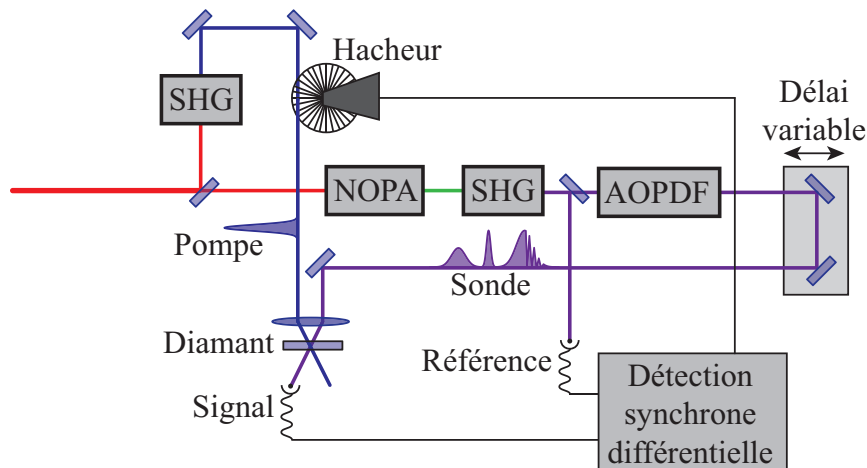 Hacheur
SHG
Délai
variable
NOPA
SHG
AOPDF
Pompe
Sonde
Diamant
Référence
Signal
Détection
synchrone
différentielle